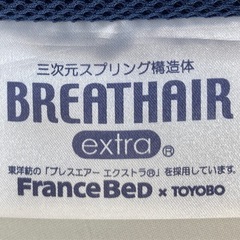 三次元スプリング構造体
BREATHAIR
extra®
東洋紡の「ブレスエアー エクストラ®」を採用しています。
FRANCEBED × TOYOBO